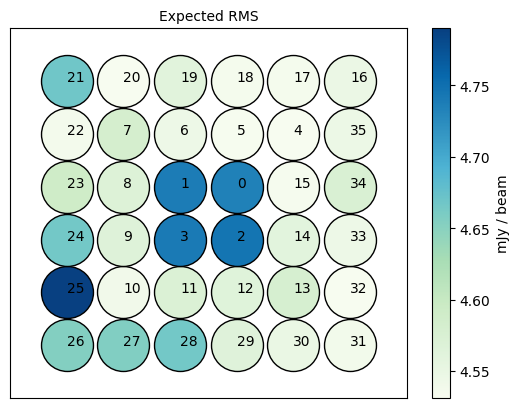 Expected RMS
21 20 19 18 17 16
22 7 6 5 4 35
23 8 1 0 15 34
24 9 3 2 14 33
25 10 11 12 13 32
26 27 28 29 30 31
4.75
4.70
4.65
4.60
4.55
mJy / beam